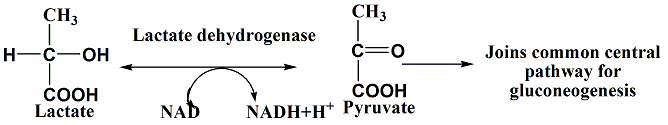 CH3
H C OH
COOH
Lactate
Lactate dehydrogenase
NAD NADH+H+
CH3
C=O
COOH
Pyruvate
Joins common central
pathway for
gluconeogenesis